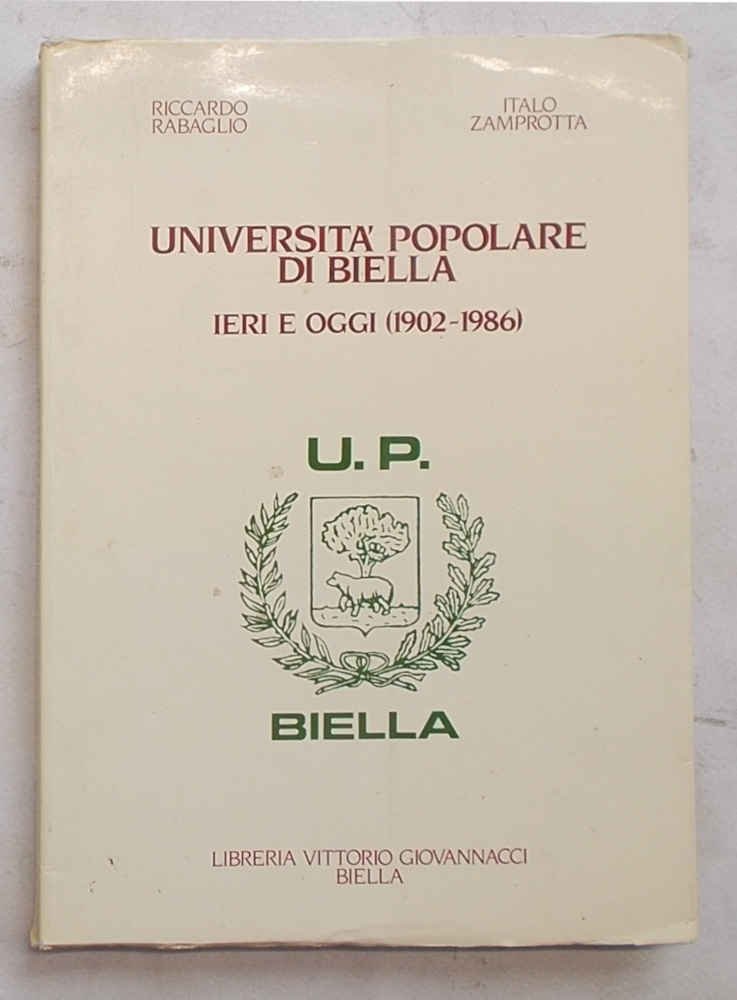 RICCARDO
RABAGLIO
ITALO
ZAMPROTTA
UNIVERSITA' POPOLARE
DI BIELLA
IERI E OGGI (1902-1986)
U. P.
BIELLA
LIBRERIA VITTORIO GIOVANNACCI
BIELLA